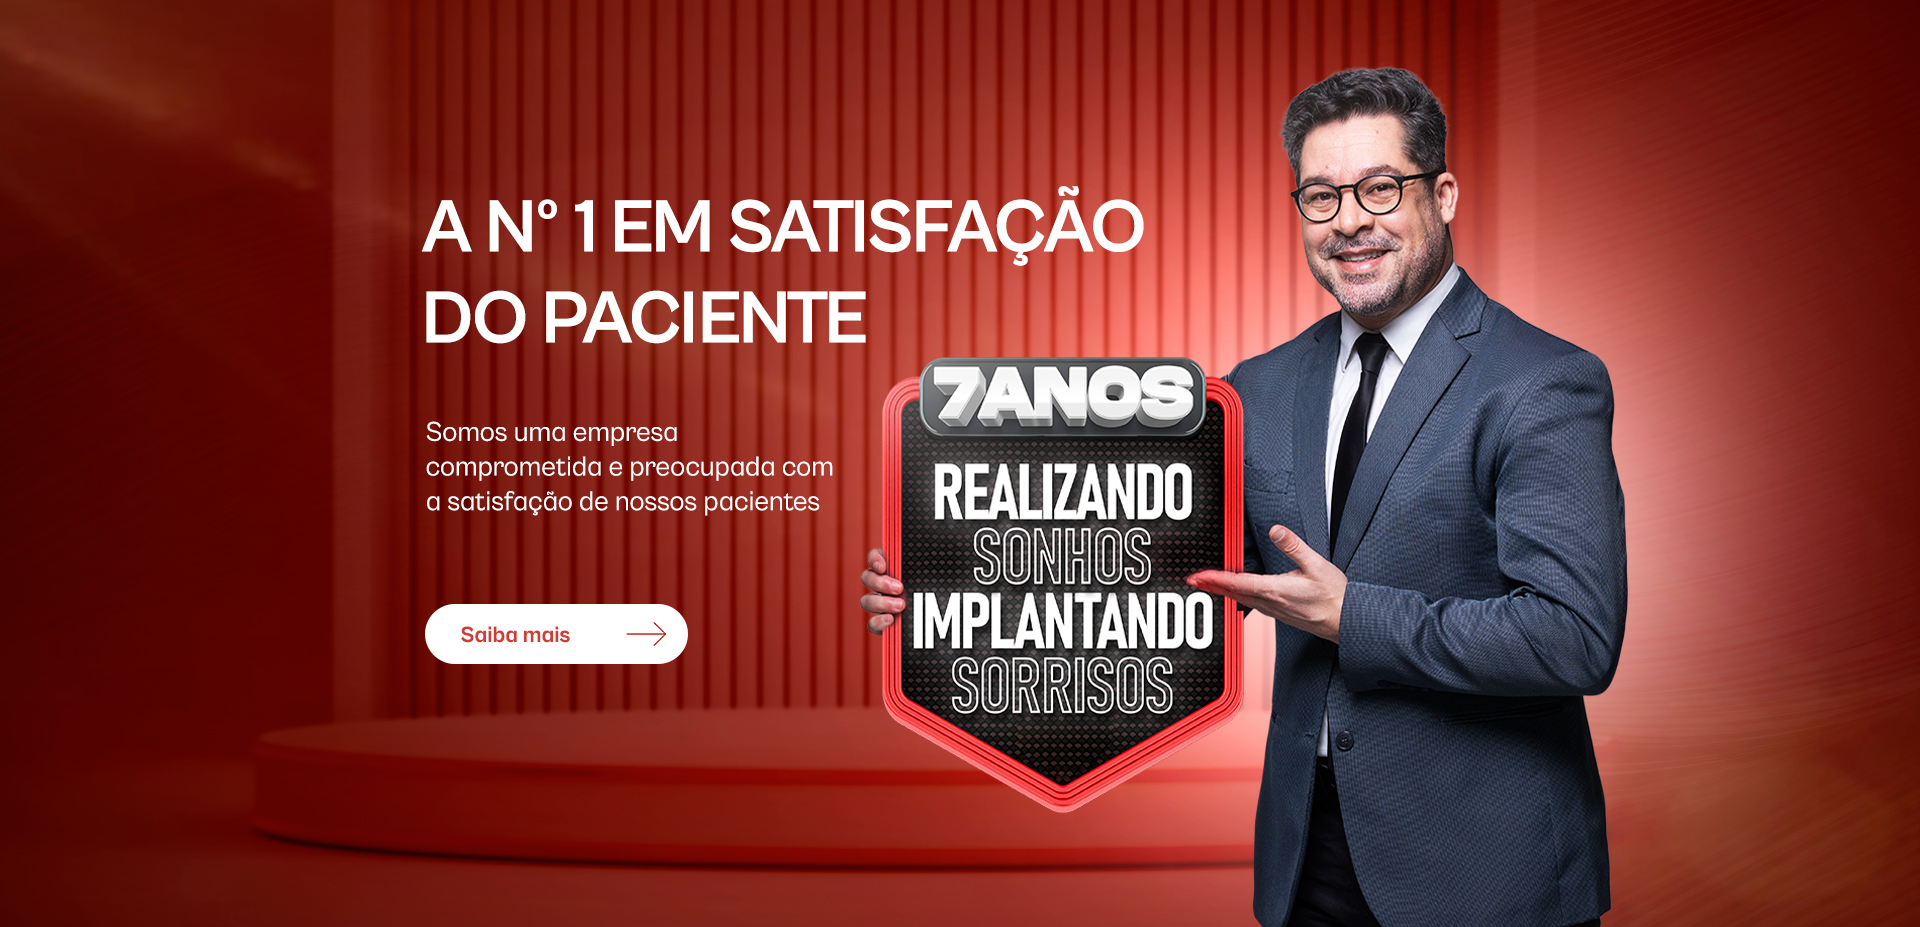 A Nº 1 EM SATISFAÇÃO
DO PACIENTE
Somos uma empresa
comprometida e preocupada com
a satisfação de nossos pacientes
Saiba mais
7ANOS
REALIZANDO
SONHOS
IMPLANTANDO
SORRISOS